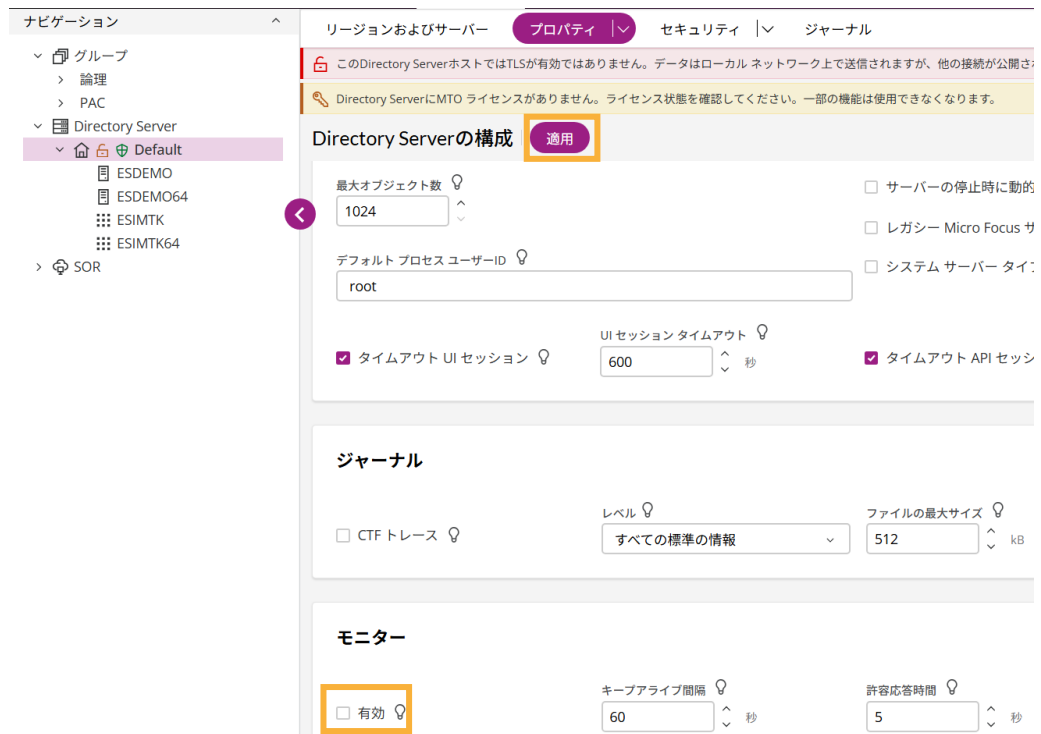 ナビゲーション
グループ
論理
PAC
Directory Server
Default
ESDEMO
ESDEMO64
ESIMTK
ESIMTK64
SOR
リージョンおよびサーバー プロパティ セキュリティ ジャーナル
このDirectory ServerホストではTLSが有効ではありません。データはローカル ネットワーク上で送信されますが、他の接続が公開さ
Directory ServerにMTO ライセンスがありません。ライセンス状態を確認してください。一部の機能は使用できなくなります。
Directory Serverの構成 適用
最大オブジェクト数
1024
サーバーの停止時に動的
レガシー Micro Focus サ
デフォルト プロセス ユーザーID
システム サーバー タイプ
root
UI セッション タイムアウト
タイムアウト UI セッション
600 秒
タイムアウト API セッシ
ジャーナル
CTF トレース
レベル
すべての標準の情報
ファイルの最大サイズ
512 kB
モニター
有効
キープアライブ間隔
60 秒
許容応答時間
5 秒